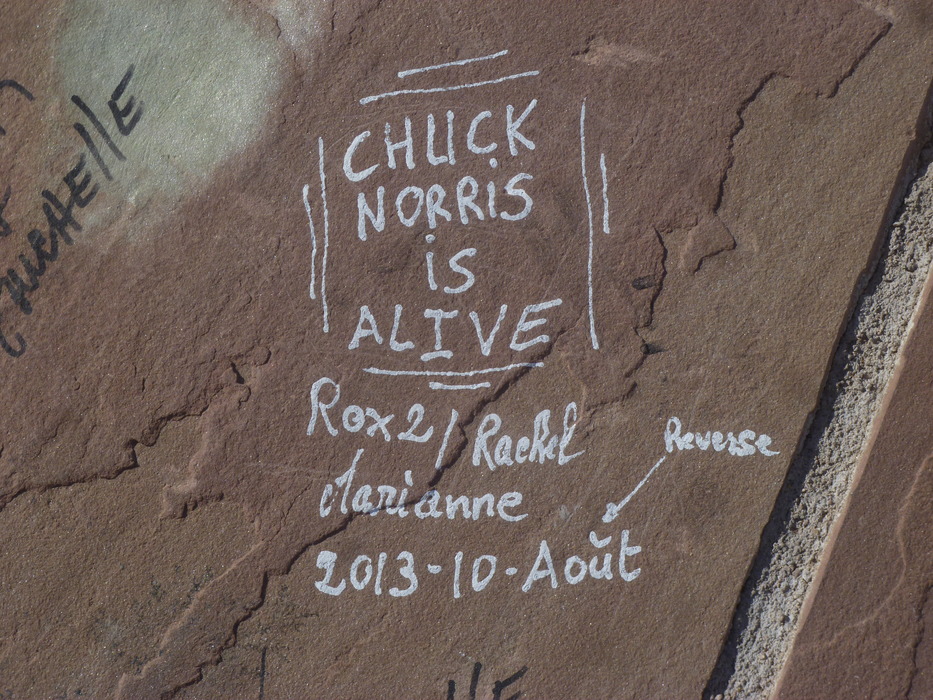 CHUCK
NORRiS
iS
ALIVE
Rox2/Rachel
Marianne
Reverse
2013-10-Août